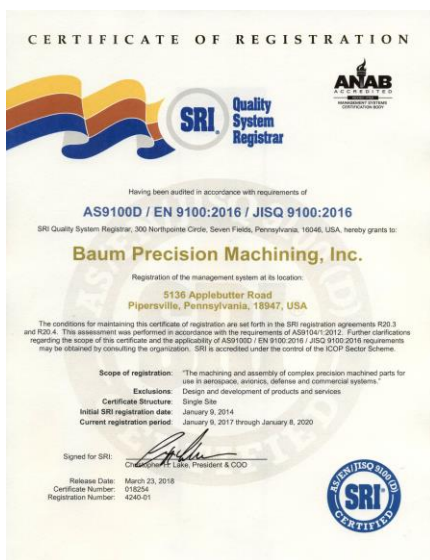 CERTIFICATE OF REGISTRATION
ANAB
ACCREDITED
MANAGEMENT SYSTEMS
CERTIFICATION BODY
SRI
Quality
System
Registrar
Having been audited in accordance with requirements of
AS9100D / EN 9100:2016 / JISQ 9100:2016
SRI Quality System Registrar, 300 Northpointe Circle, Seven Fields, Pennsylvania, 16046, USA, hereby grants to:
Baum Precision Machining, Inc.
Registration of the management system at its location:
5136 Applebutter Road
Pipersville, Pennsylvania, 18947, USA
The conditions for maintaining this certificate of registration are set forth in the SRI registration agreements R20.3
and R20.4. This assessment was performed in accordance with the requirements of AS9104/1:2012. Further clarifications
regarding the scope of this certificate and the applicability of AS9100D / EN 9100:2016 / JISQ 9100:2016 requirements
may be obtained by consulting the organization. SRI is accredited under the control of the ICOP Sector Scheme.
Scope of registration: "The machining and assembly of complex precision machined parts for
use in aerospace, avionics, defense and commercial systems."
Exclusions: Design and development of products and services
Certificate Structure: Single Site
Initial SRI registration date: January 9, 2014
Current registration period: January 9, 2017 through January 8, 2020
Signed for SRI:
Christopher H. Lake, President & COO
Release Date: March 23, 2018
Certificate Number: 018254
Registration Number: 4240-01
AS/EN/JISQ 9100(D)
SRI
CERTIFIED